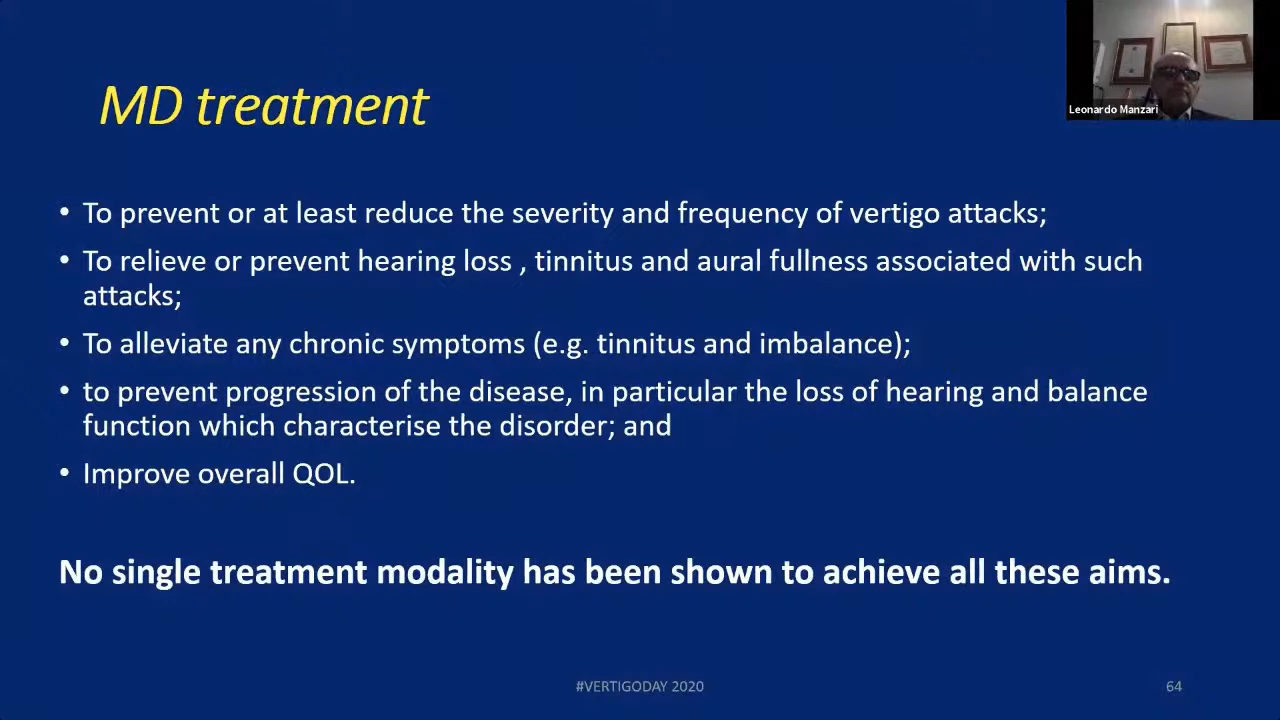 MD treatment
Leonardo Manzari
• To prevent or at least reduce the severity and frequency of vertigo attacks;
• To relieve or prevent hearing loss , tinnitus and aural fullness associated with such
attacks;
• To alleviate any chronic symptoms (e.g. tinnitus and imbalance);
• to prevent progression of the disease, in particular the loss of hearing and balance
function which characterise the disorder; and
• Improve overall QOL.
No single treatment modality has been shown to achieve all these aims.
#VERTIGODAY 2020
64